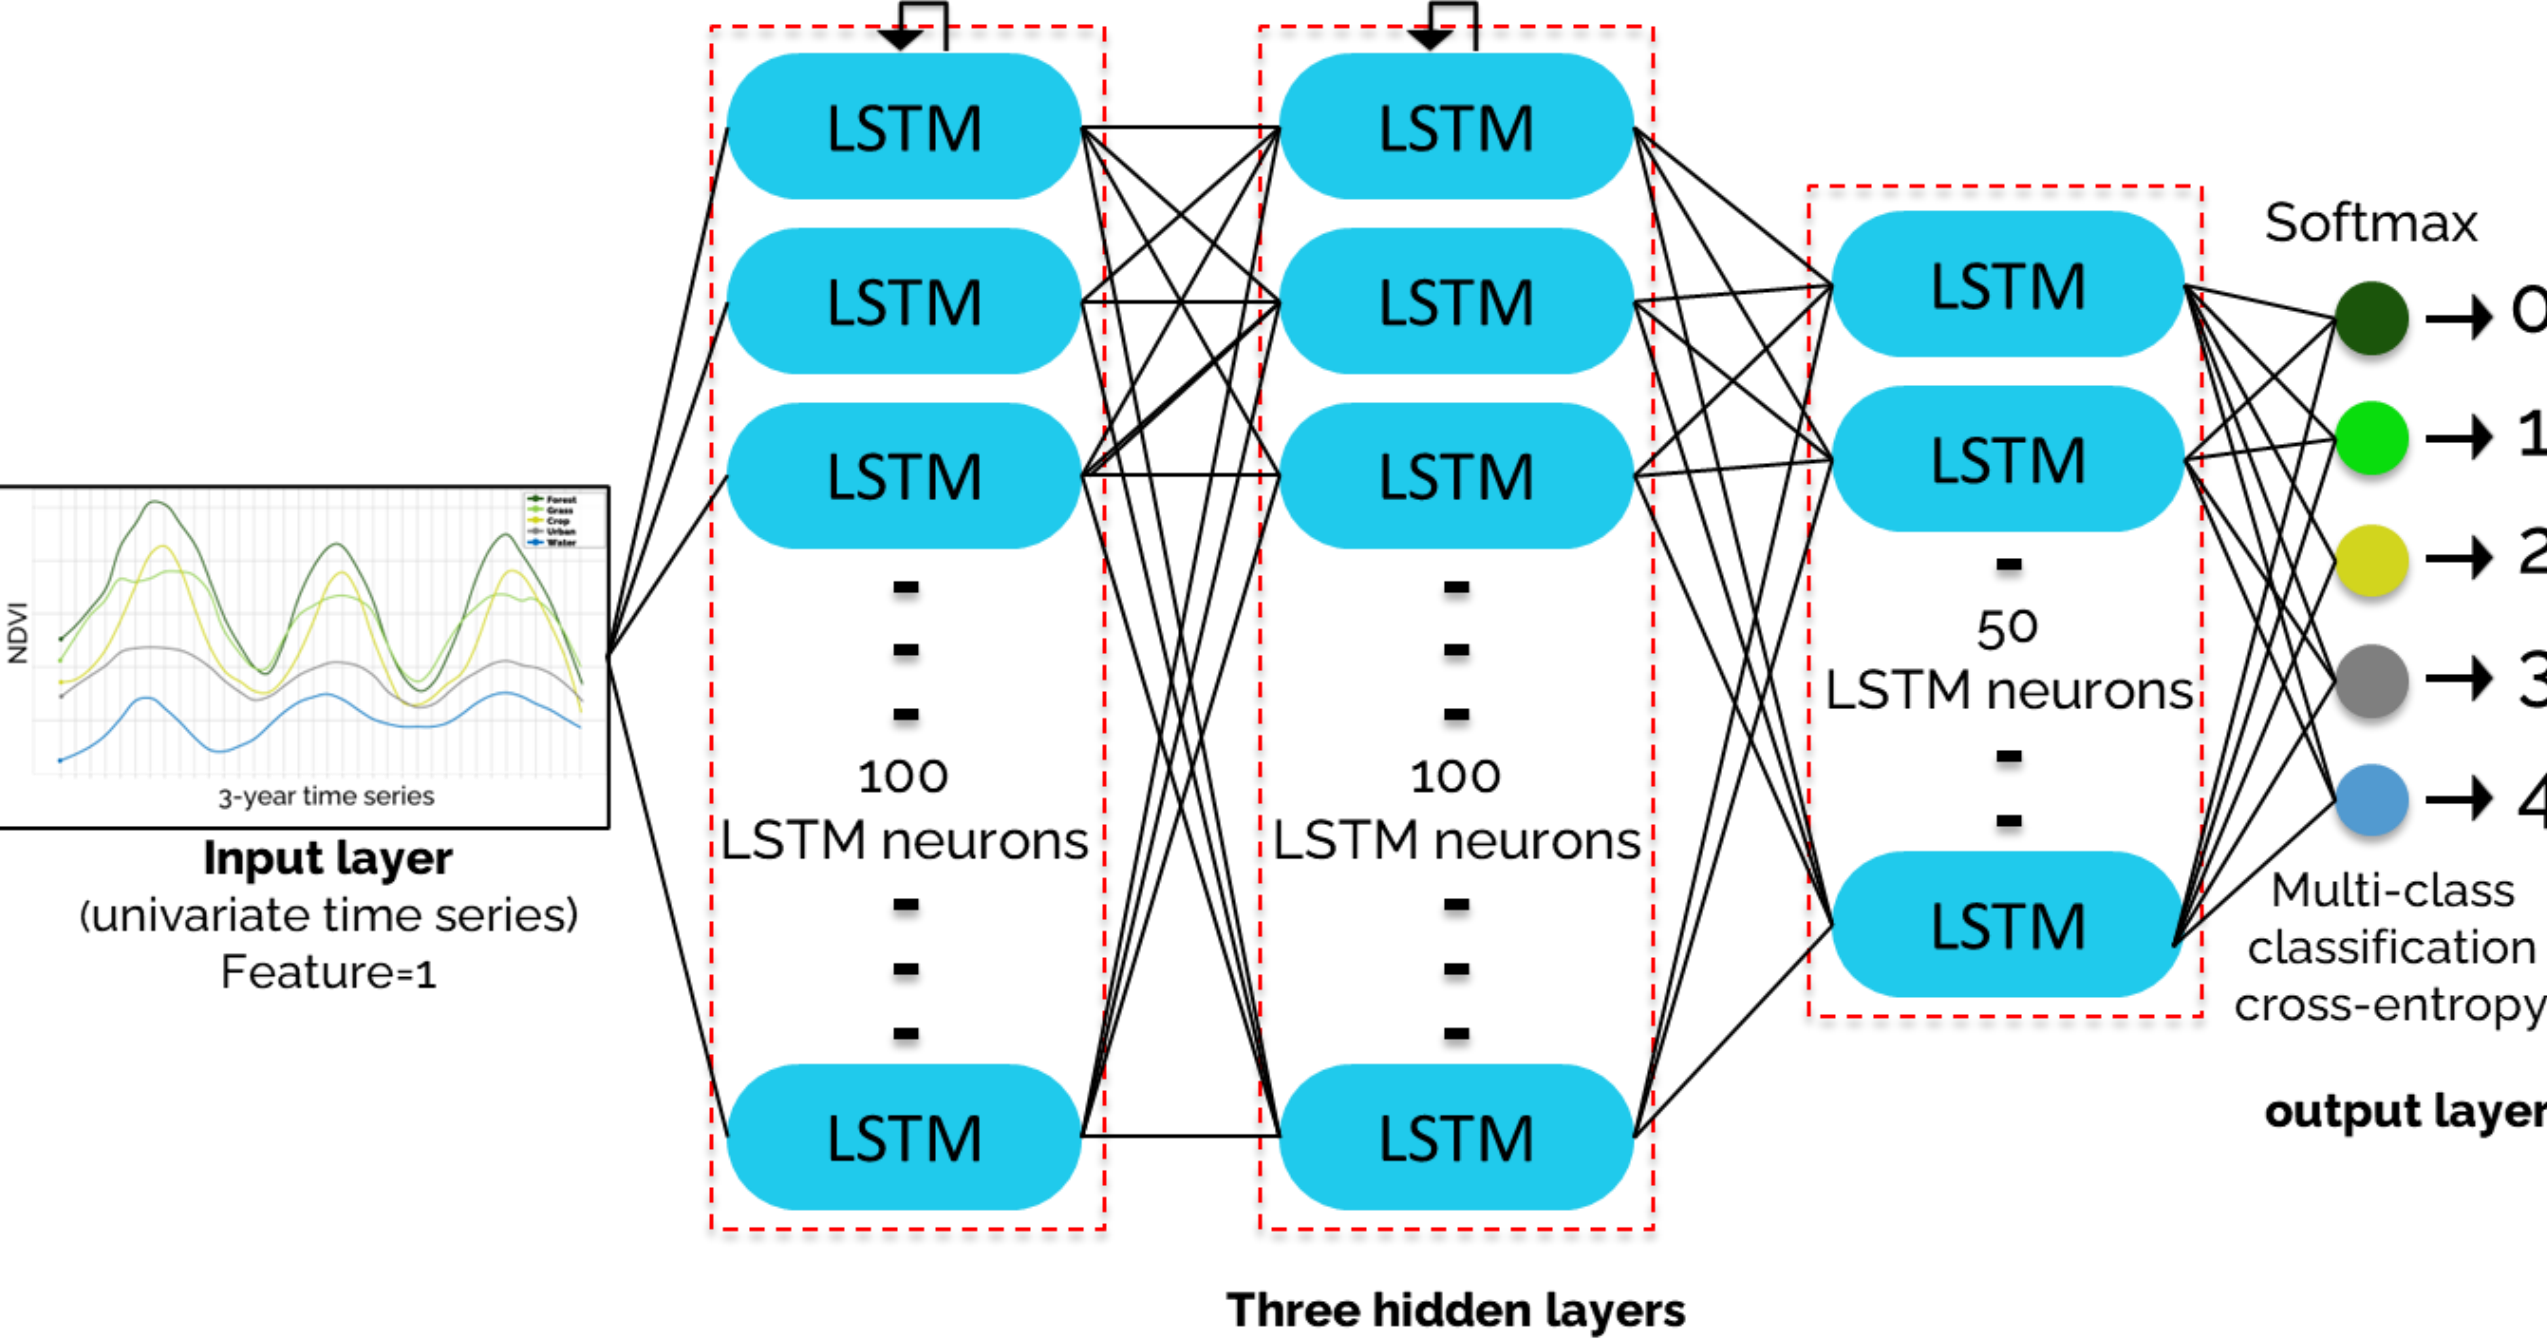 LSTM
LSTM
LSTM
100
LSTM neurons
LSTM
LSTM
LSTM
LSTM
100
LSTM neurons
LSTM
LSTM
LSTM
50
LSTM neurons
LSTM
Softmax
0
1
2
3
4
Multi-class
classification
cross-entropy
output layer
Forest
Grass
Crop
Urban
Water
NDVI
3-year time series
Input layer
(univariate time series)
Feature=1
Three hidden layers